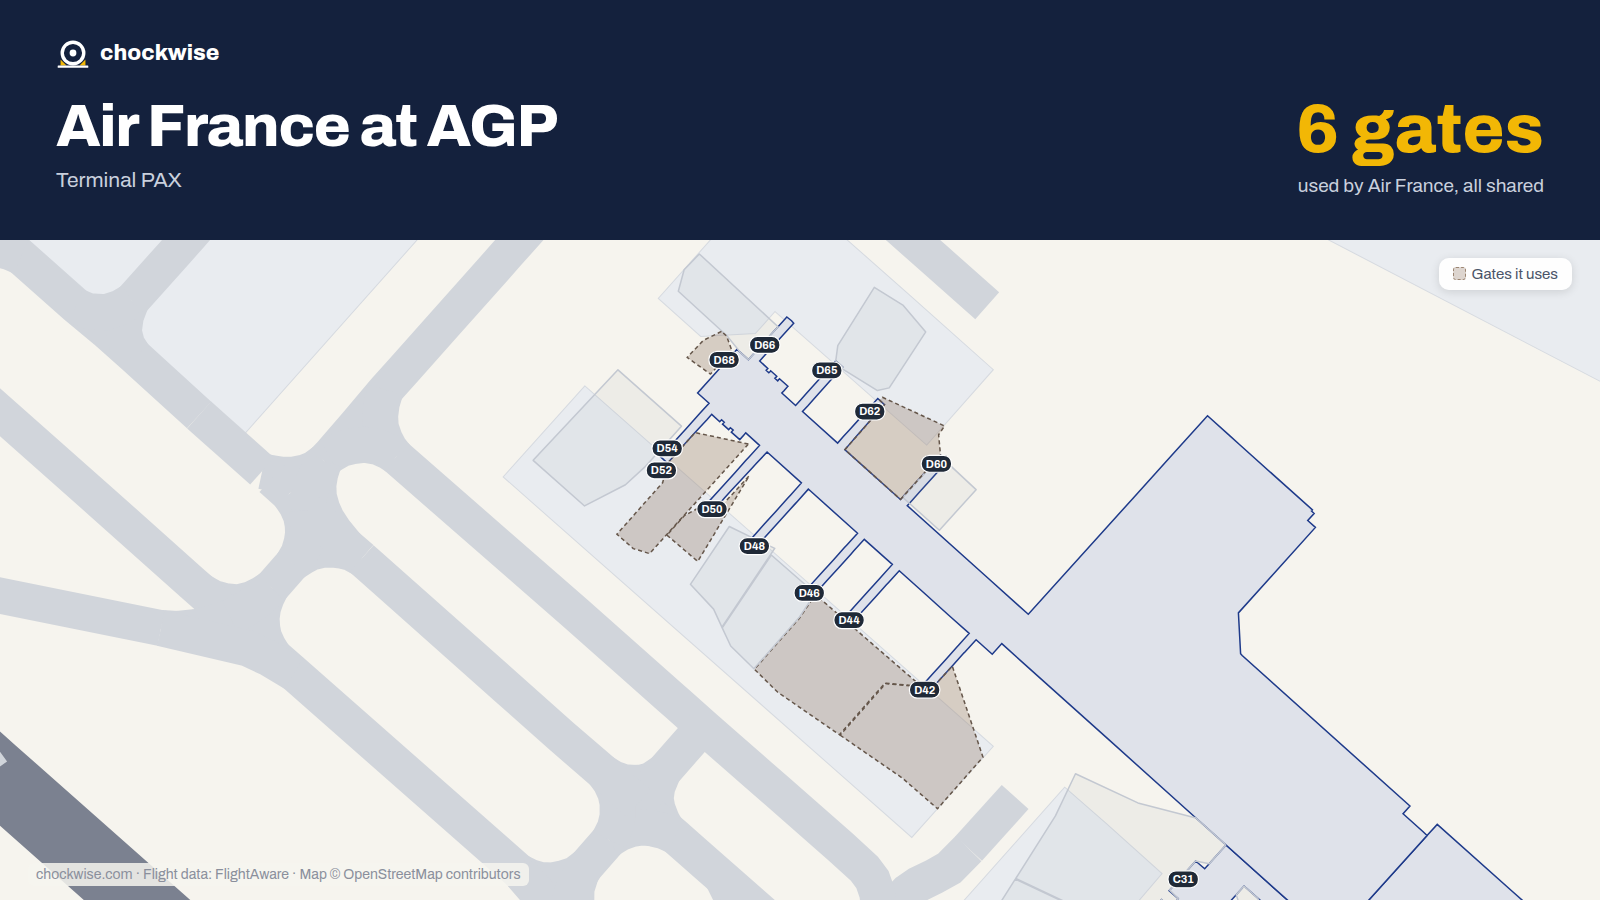 chockwise
Air France at AGP
Terminal PAX
6 gates
used by Air France, all shared
Gates it uses
D66
D68
D65
D62
D54
D60
D52
D50
D48
D46
D44
D42
C31
chockwise.com · Flight data: FlightAware · Map © OpenStreetMap contributors